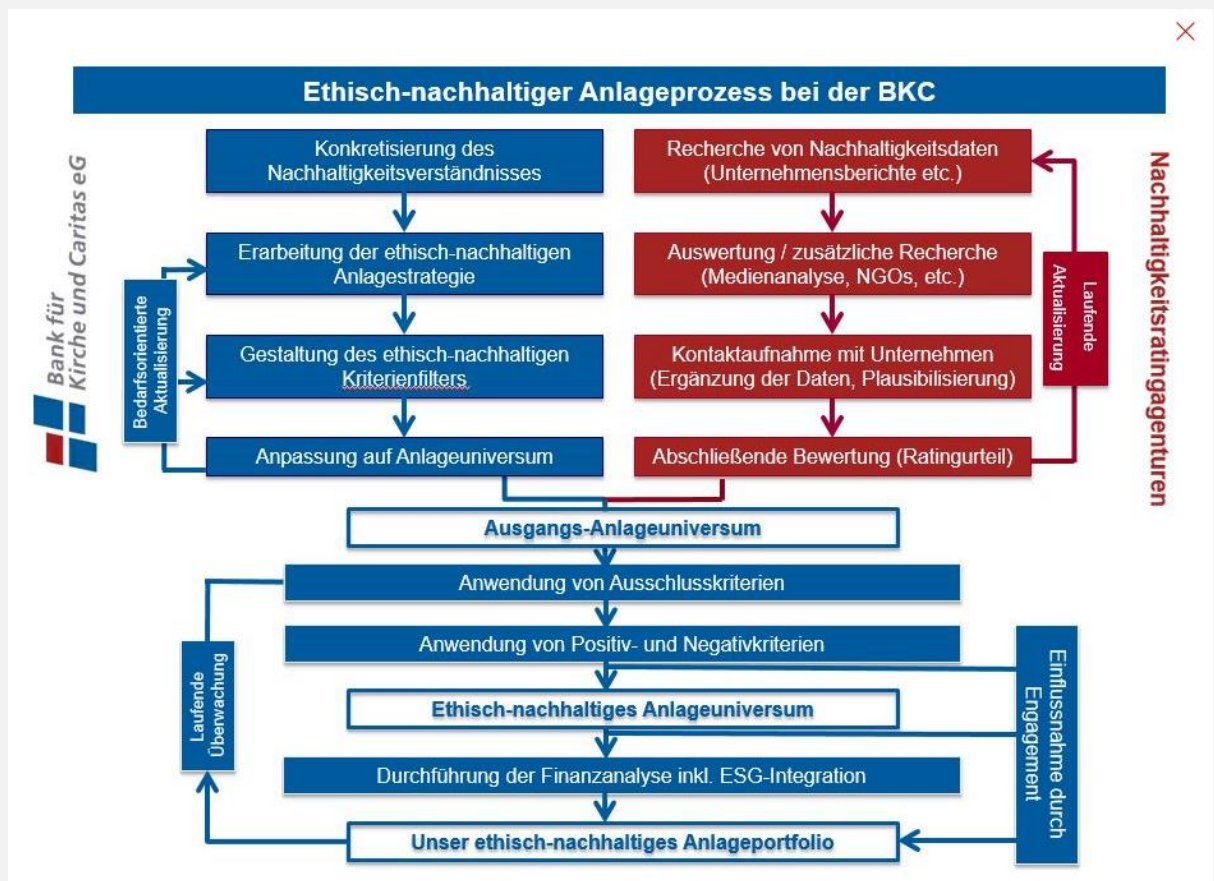 Ethisch-nachhaltiger Anlageprozess bei der BKC
Bank für
Kirche und Caritas eG
Konkretisierung des
Nachhaltigkeitsverständnisses
Erarbeitung der ethisch-nachhaltigen
Anlagestrategie
Gestaltung des ethisch-nachhaltigen
Kriterienfilters
Anpassung auf Anlageuniversum
Bedarfsorientierte
Aktualisierung
Recherche von Nachhaltigkeitsdaten
(Unternehmensberichte etc.)
Auswertung / zusätzliche Recherche
(Medienanalyse, NGOs, etc.)
Kontaktaufnahme mit Unternehmen
(Ergänzung der Daten, Plausibilisierung)
Abschließende Bewertung (Ratingurteil)
Laufende
Aktualisierung
Nachhaltigkeitsratingagenturen
Ausgangs-Anlageuniversum
Anwendung von Ausschlusskriterien
Anwendung von Positiv- und Negativkriterien
Ethisch-nachhaltiges Anlageuniversum
Durchführung der Finanzanalyse inkl. ESG-Integration
Unser ethisch-nachhaltiges Anlageportfolio
Laufende
Überwachung
Einflussnahme durch
Engagement